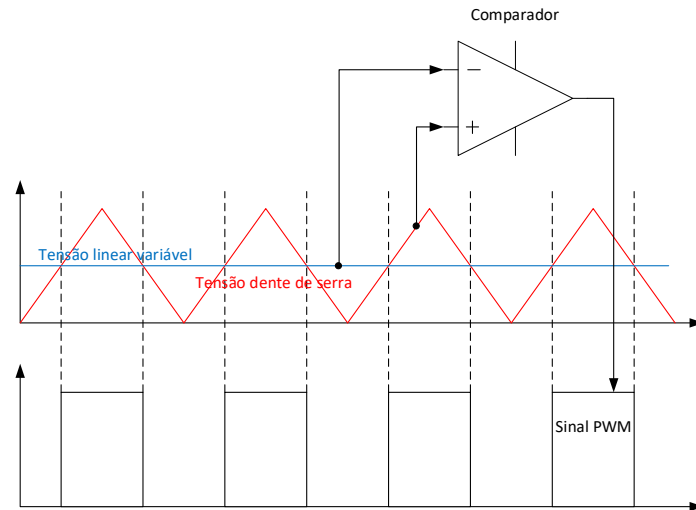 Comparador
−
+
Tensão linear variável
Tensão dente de serra
Sinal PWM